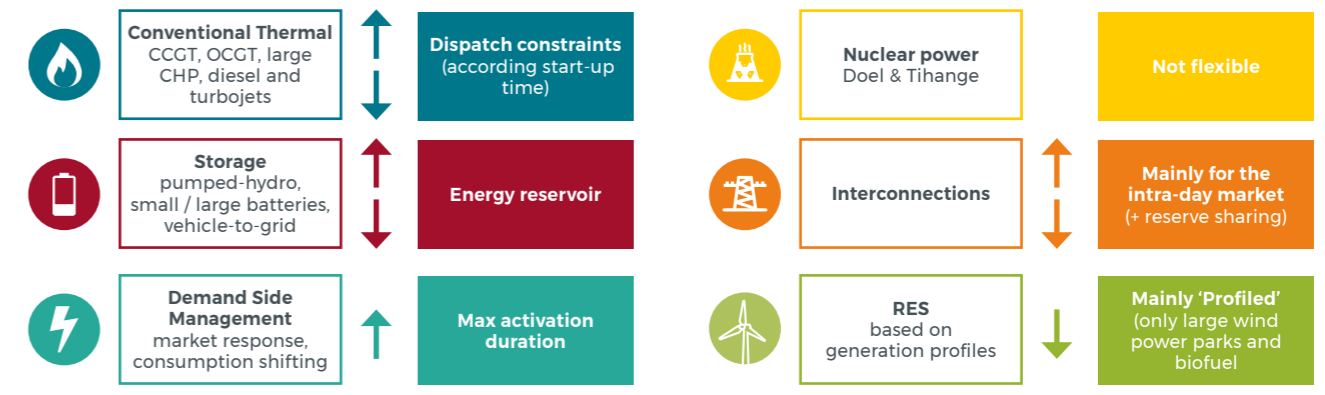 Conventional Thermal
CCGT, OCGT, large
CHP, diesel and
turbojets
Dispatch constraints
(according start-up
time)
Nuclear power
Doel & Tihange
Not flexible
Storage
pumped-hydro,
small / large batteries,
vehicle-to-grid
Energy reservoir
Interconnections
Mainly for the
intra-day market
(+ reserve sharing)
Demand Side
Management
market response,
consumption shifting
Max activation
duration
RES
based on
generation profiles
Mainly ‘Profiled’
(only large wind
power parks and
biofuel